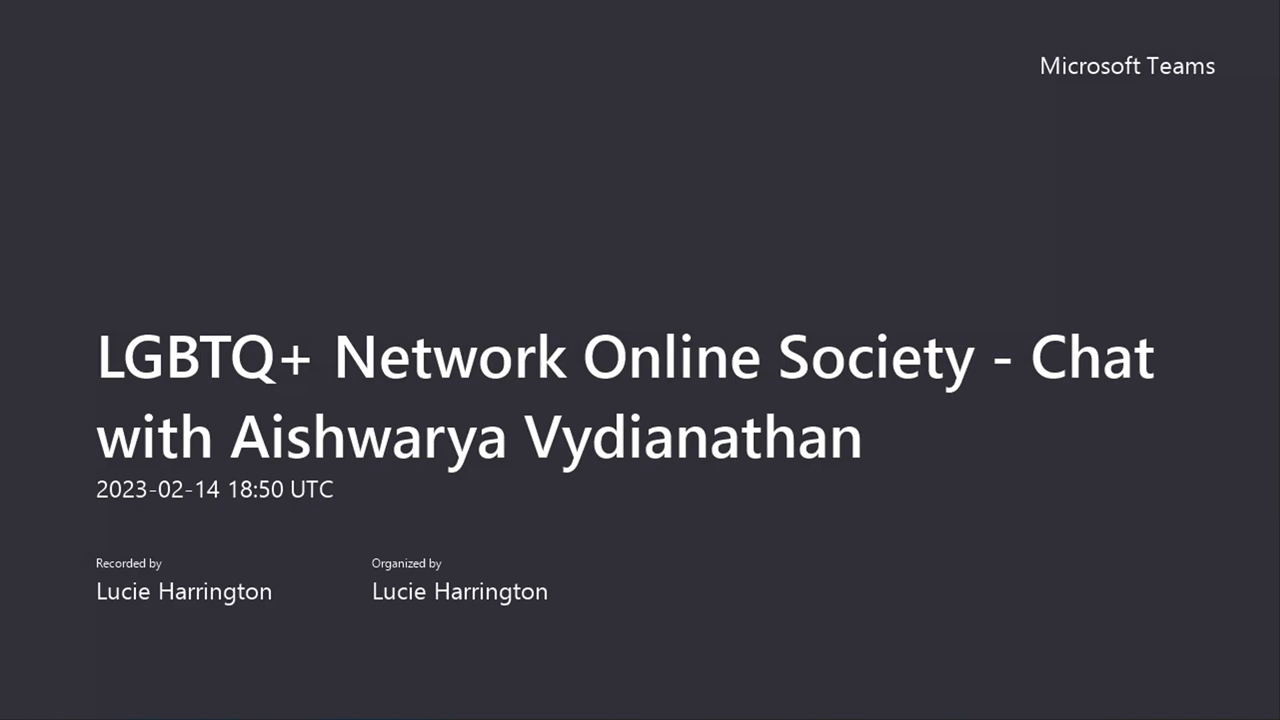 Microsoft Teams
LGBTQ+ Network Online Society - Chat
with Aishwarya Vydianathan
2023-02-14 18:50 UTC
Recorded by
Lucie Harrington
Organized by
Lucie Harrington